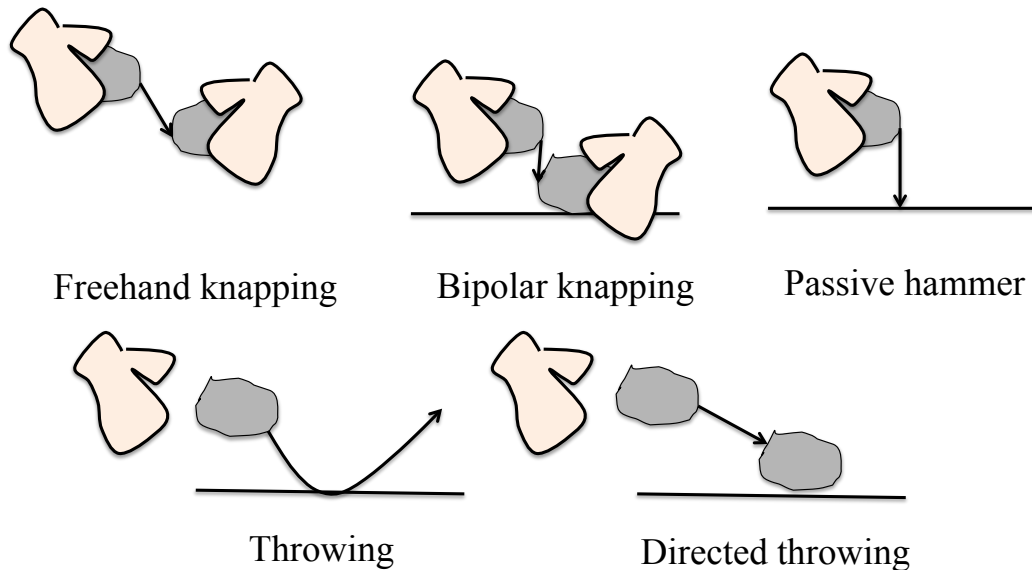 Freehand knapping
Bipolar knapping
Passive hammer
Throwing
Directed throwing